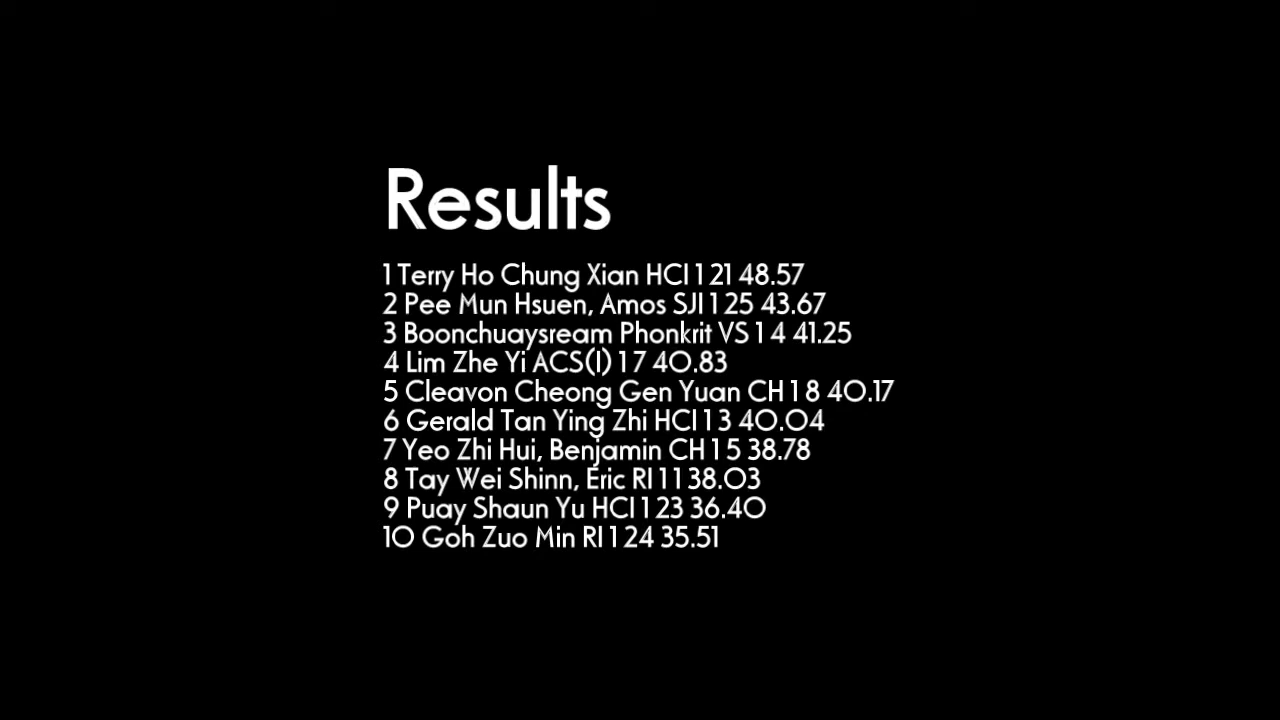 Results
1 Terry Ho Chung Xian HCI 1 21 48.57
2 Pee Mun Hsuen, Amos SJI 1 25 43.67
3 Boonchuaysream Phonkrit VS 1 4 41.25
4 Lim Zhe Yi ACS(I) 1 7 40.83
5 Cleavon Cheong Gen Yuan CH 1 8 40.17
6 Gerald Tan Ying Zhi HCI 1 3 40.04
7 Yeo Zhi Hui, Benjamin CH 1 5 38.78
8 Tay Wei Shinn, Eric RI 1 1 38.03
9 Puay Shaun Yu HCI 1 23 36.40
10 Goh Zuo Min RI 1 24 35.51